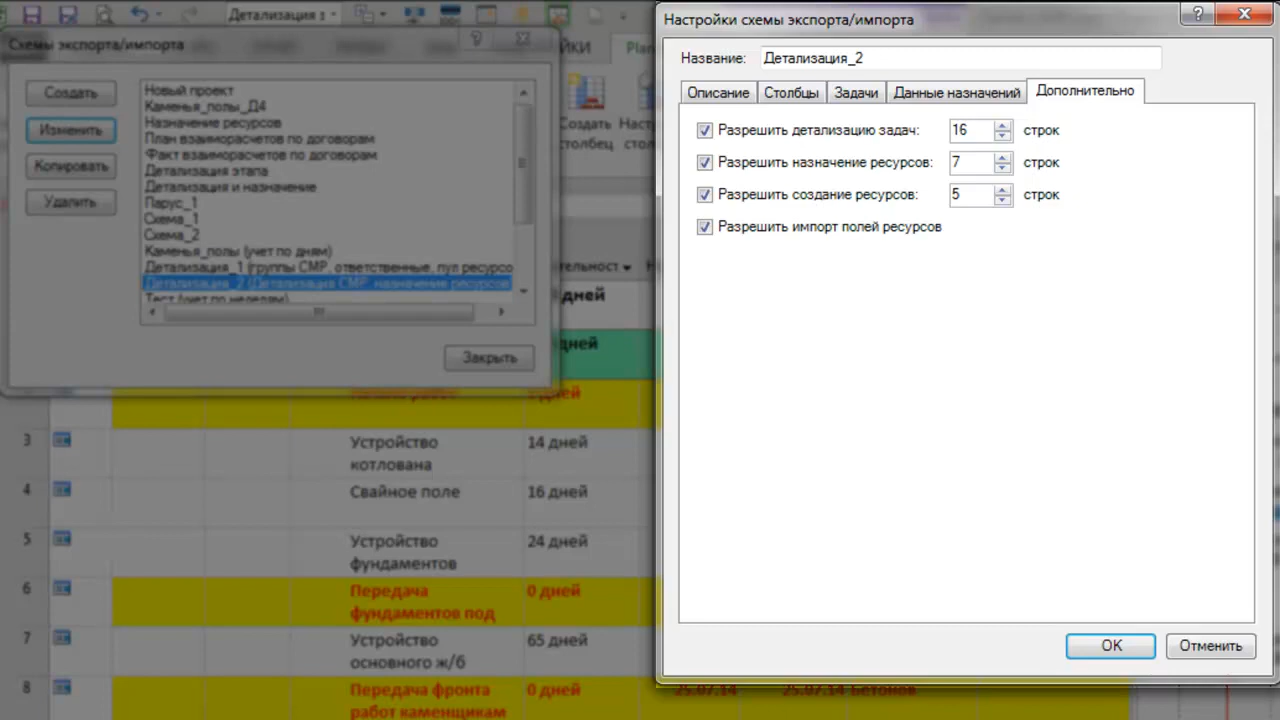 Детализация з
Настройки схемы экспорта/импорта
Схемы экспорта/импорта
Название:
Детализация_2
Описание
Столбцы
Задачи
Данные назначений
Дополнительно
Разрешить детализацию задач:
16
строк
Разрешить назначение ресурсов:
7
строк
Разрешить создание ресурсов:
5
строк
Разрешить импорт полей ресурсов
OK
Отменить
Создать
Изменить
Копировать
Удалить
Новый проект
Каменья_полы_Д4
Назначение ресурсов
План взаиморасчетов по договорам
Факт взаиморасчетов по договорам
Детализация этапа
Детализация и назначение
Парус_1
Схема_1
Схема_2
Каменья_полы (учет по дням)
Детализация_1 (группы СМР, ответственные, пул ресурсо
Детализация_2 (Детализация СМР, назначение ресурсов
Тест (учет по неделям)
Закрыть
Создать
столбец
дней
дней
3
Устройство
котлована
14 дней
4
Свайное поле
16 дней
5
Устройство
фундаментов
24 дней
6
Передача
фундаментов под
0 дней
7
Устройство
основного ж/б
65 дней
8
Передача фронта
работ каменщикам
0 дней
25.07.14
25.07.14
Бетонов